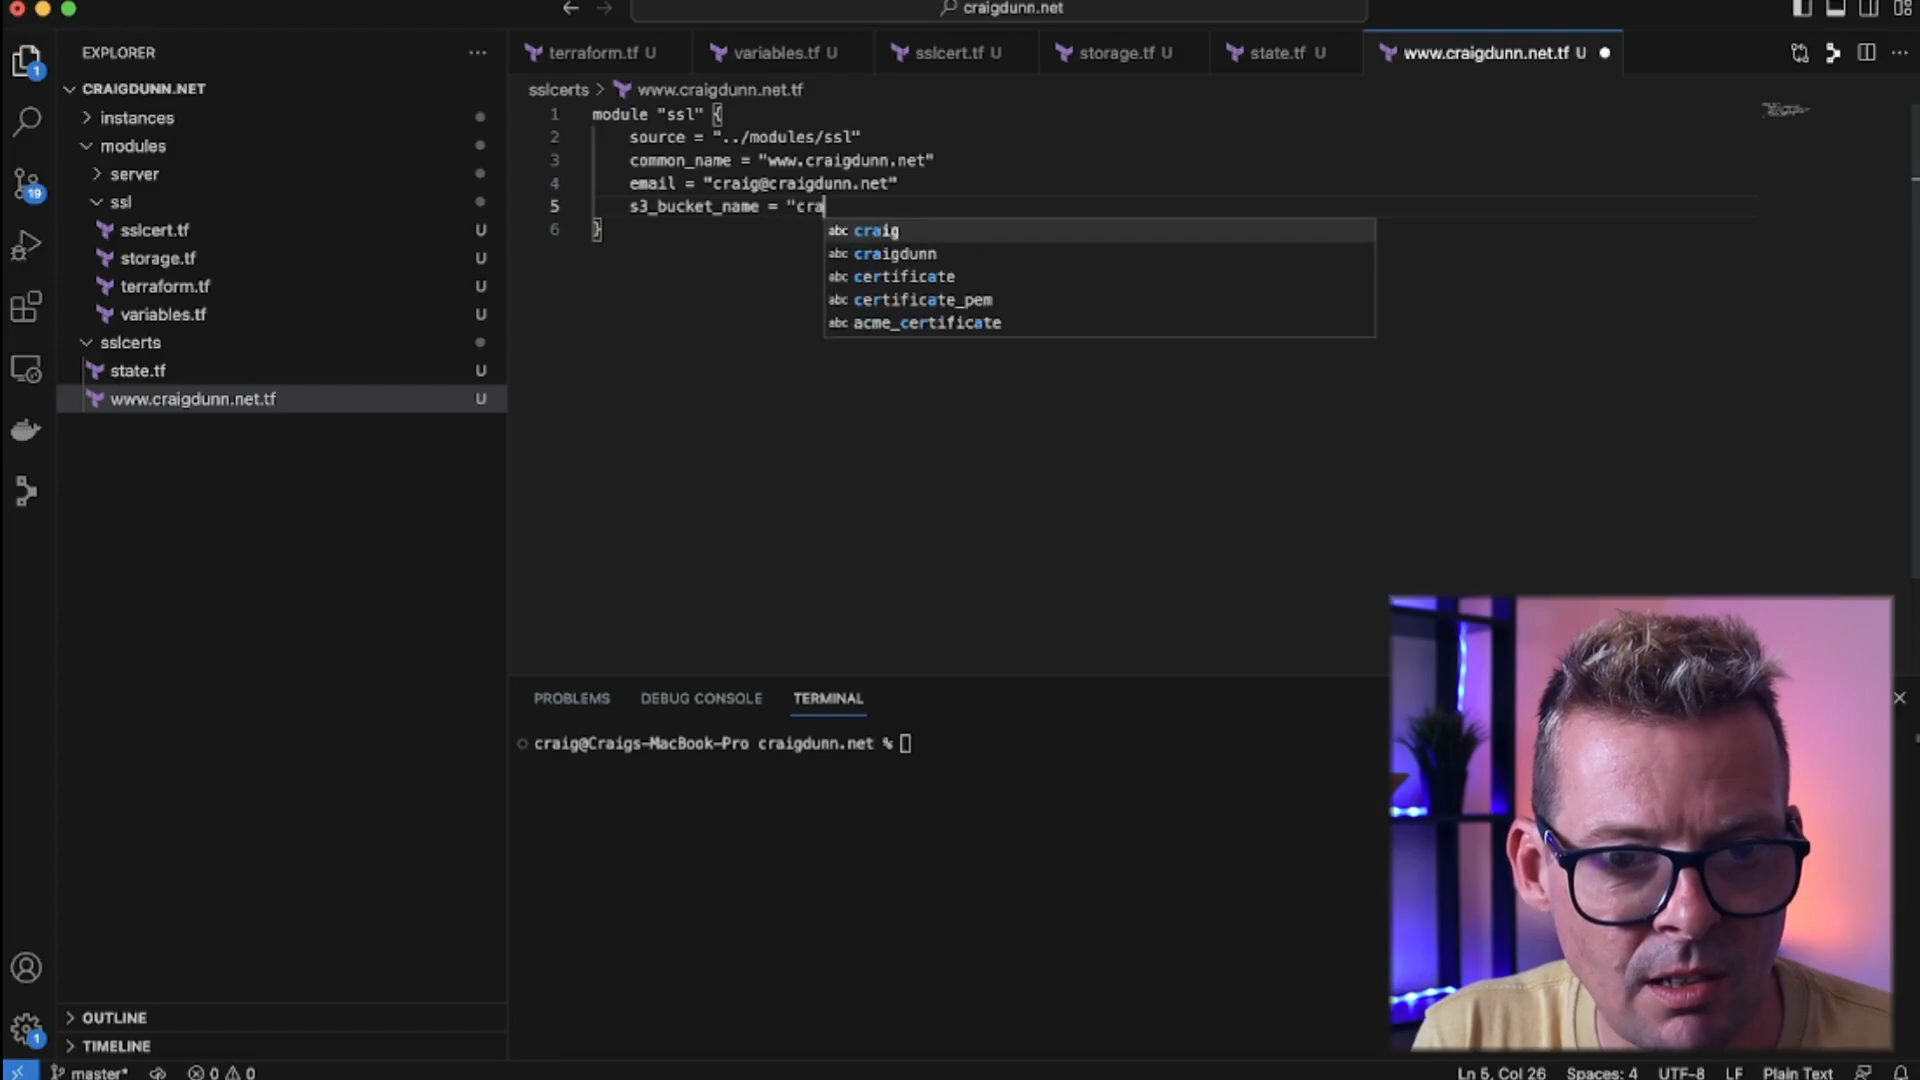 craigdunn.net
EXPLORER
1
CRAIGDUNN.NET
instances
modules
server
19
ssl
sslcert.tf U
storage.tf U
terraform.tf U
variables.tf U
sslcerts
state.tf U
www.craigdunn.net.tf U
OUTLINE
1
TIMELINE
terraform.tf U
variables.tf U
sslcert.tf U
storage.tf U
state.tf U
www.craigdunn.net.tf U
sslcerts > www.craigdunn.net.tf
1 module "ssl" {
2 source = "../modules/ssl"
3 common_name = "www.craigdunn.net"
4 email = "craig@craigdunn.net"
5 s3_bucket_name = "cra
6 }
abc craig
abc craigdunn
abc certificate
abc certificate_pem
abc acme_certificate
PROBLEMS DEBUG CONSOLE TERMINAL
craig@Craigs-MacBook-Pro craigdunn.net %
master* 0 0 Ln 5, Col 26 Spaces: 4 UTF-8 LF Plain Text